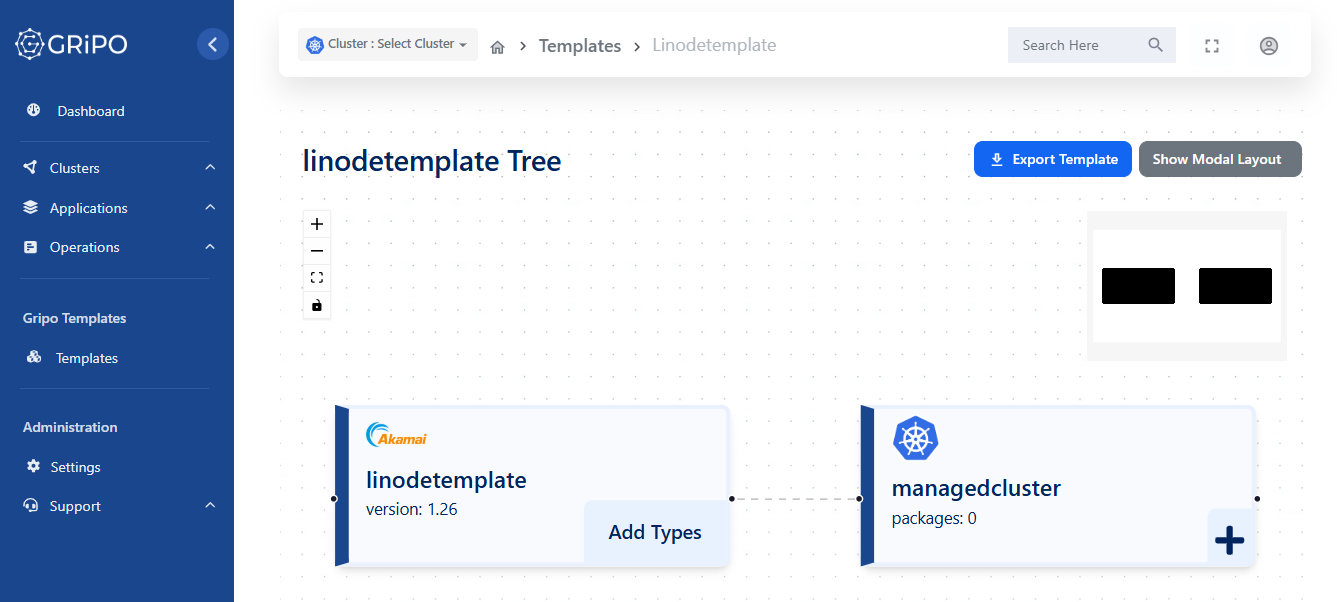 GRiPO
Cluster : Select Cluster
Templates
Linodetemplate
Search Here
Dashboard
Clusters
Applications
Operations
Gripo Templates
Templates
Administration
Settings
Support
linodetemplate Tree
Export Template
Show Modal Layout
Akamai
linodetemplate
version: 1.26
Add Types
managedcluster
packages: 0